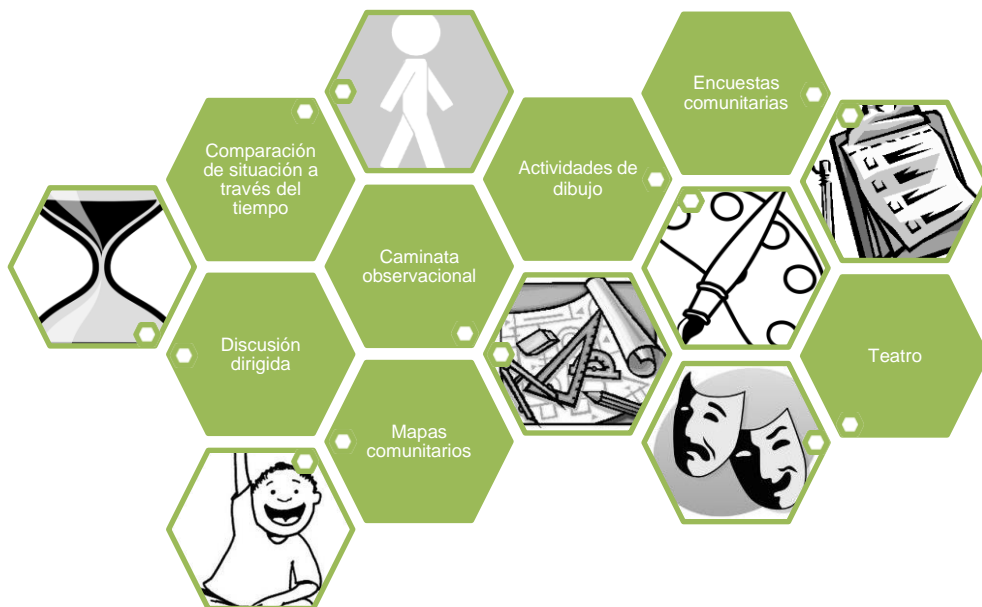 Encuestas
comunitarias
Comparación
de situación a
través del
tiempo
Actividades de
dibujo
Caminata
observacional
Discusión
dirigida
Teatro
Mapas
comunitarios